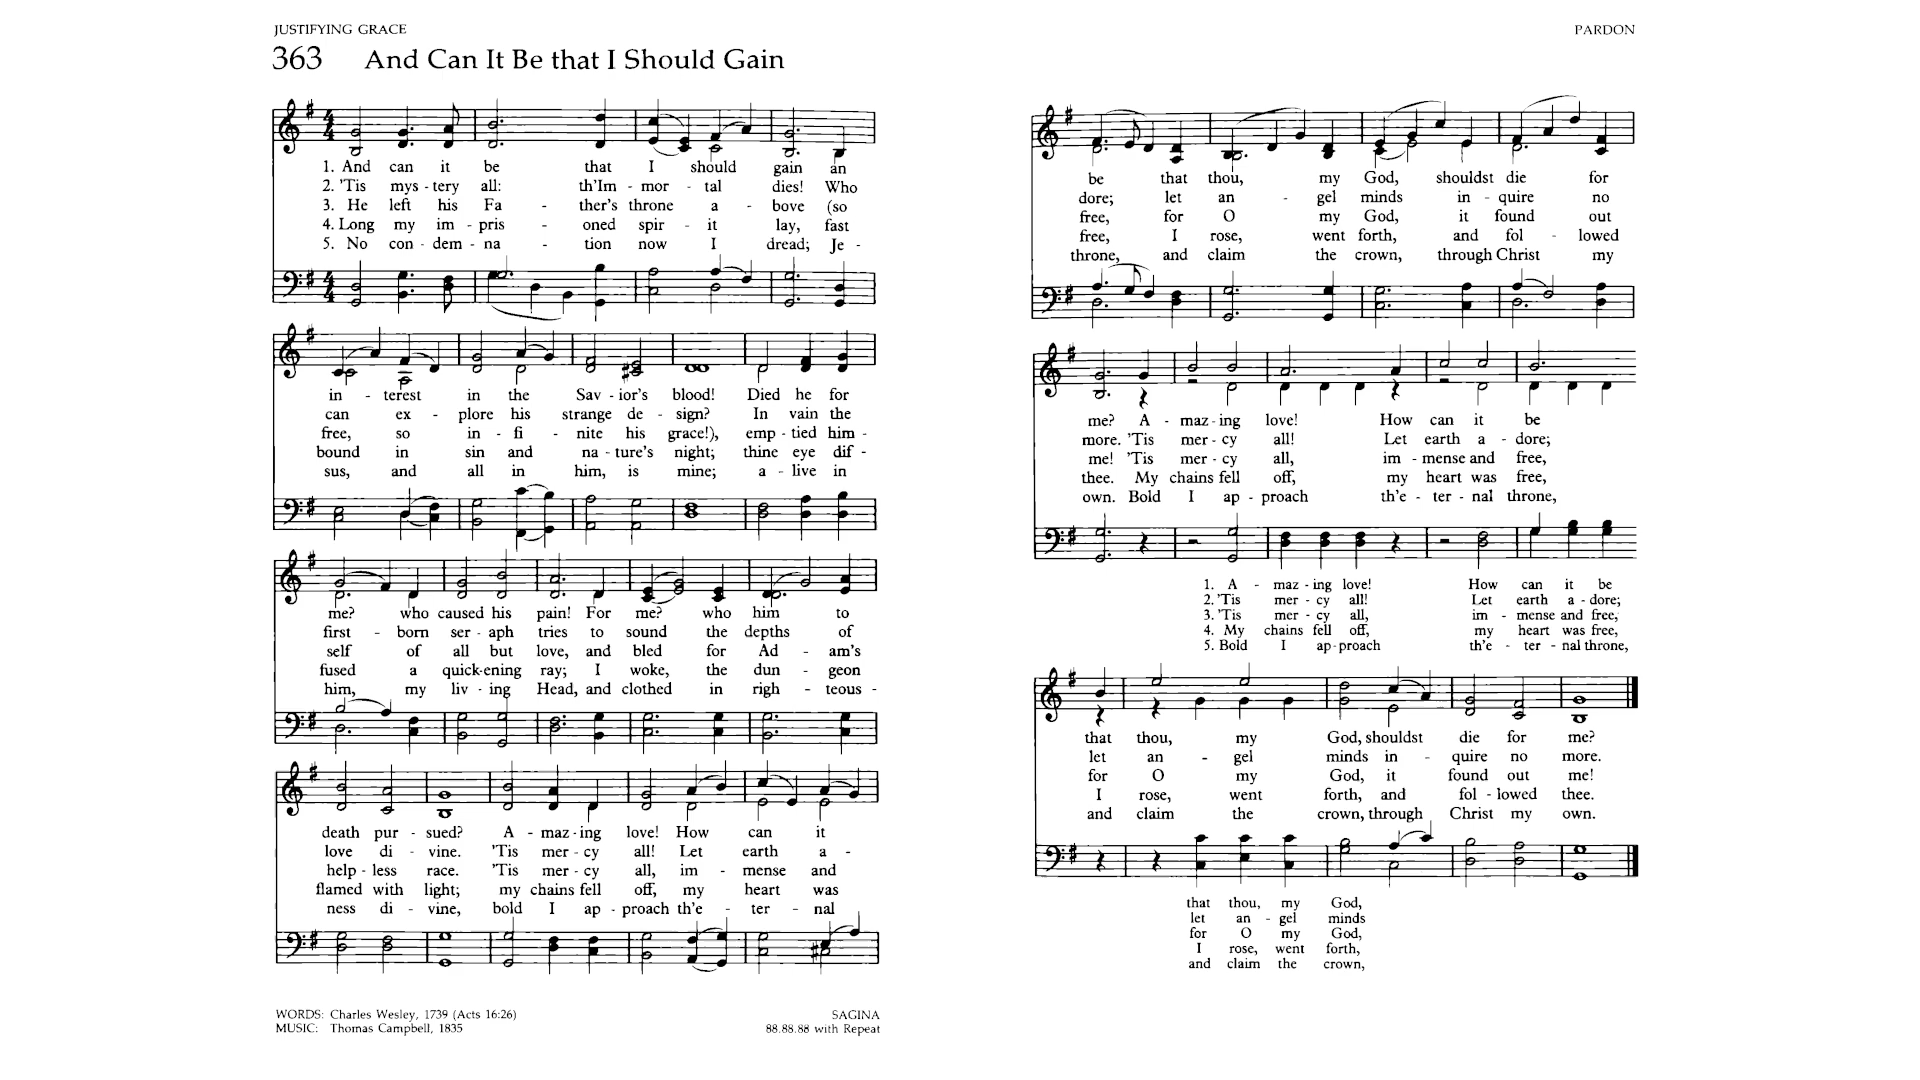 JUSTIFYING GRACE
363 And Can It Be that I Should Gain
1. And can it be that I should gain an
2. 'Tis mys - tery all: th'Im - mor - tal dies! Who
3. He left his Fa - ther's throne a - bove (so
4. Long my im - pris - oned spir - it lay, fast
5. No con - dem - na - tion now I dread; Je -
in - terest in the Sav - ior's blood! Died he for
can ex - plore his strange de - sign? In vain the
free, so in - fi - nite his grace!), emp - tied him -
bound in sin and na - ture's night; thine eye dif -
sus, and all in him, is mine; a - live in
me? who caused his pain! For me? who him to
first - born ser - aph tries to sound the depths of
self of all but love, and bled for Ad - am's
fused a quick-ening ray; I woke, the dun - geon
him, my liv - ing Head, and clothed in righ - teous -
death pur - sued? A - maz - ing love! How can it
love di - vine. 'Tis mer - cy all! Let earth a -
help - less race. 'Tis mer - cy all, im - mense and
flamed with light; my chains fell off, my heart was
ness di - vine, bold I ap - proach th'e - ter - nal
WORDS: Charles Wesley, 1739 (Acts 16:26)
MUSIC: Thomas Campbell, 1835
SAGINA
88.88.88 with Repeat
PARDON
be that thou, my God, shouldst die for
dore; let an - gel minds in - quire no
free, for O my God, it found out
free, I rose, went forth, and fol - lowed
throne, and claim the crown, through Christ my
me? A - maz - ing love! How can it be
more. 'Tis mer - cy all! Let earth a - dore;
me! 'Tis mer - cy all, im - mense and free,
thee. My chains fell off, my heart was free,
own. Bold I ap - proach th'e - ter - nal throne,
1. A - maz - ing love! How can it be
2. 'Tis mer - cy all! Let earth a - dore;
3. 'Tis mer - cy all, im - mense and free,
4. My chains fell off, my heart was free,
5. Bold I ap - proach th'e - ter - nal throne,
that thou, my God, shouldst die for me?
let an - gel minds in - quire no more.
for O my God, it found out me!
I rose, went forth, and fol - lowed thee.
and claim the crown, through Christ my own.
that thou, my God,
let an - gel minds
for O my God,
I rose, went forth,
and claim the crown,